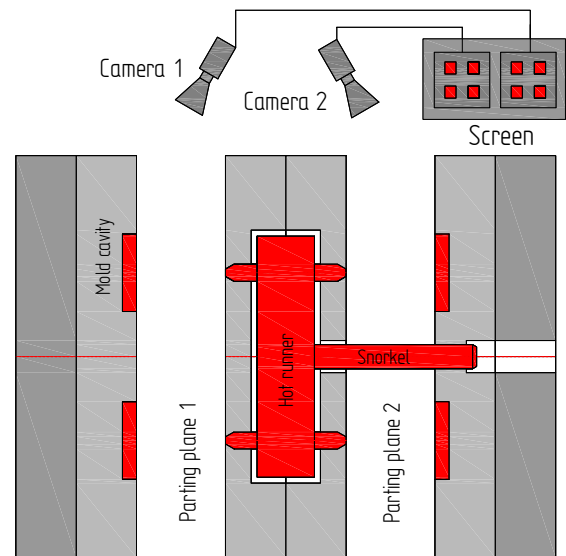 Camera 1
Camera 2
Screen
Mold cavity
Hot runner
Snorkel
Parting plane 1
Parting plane 2